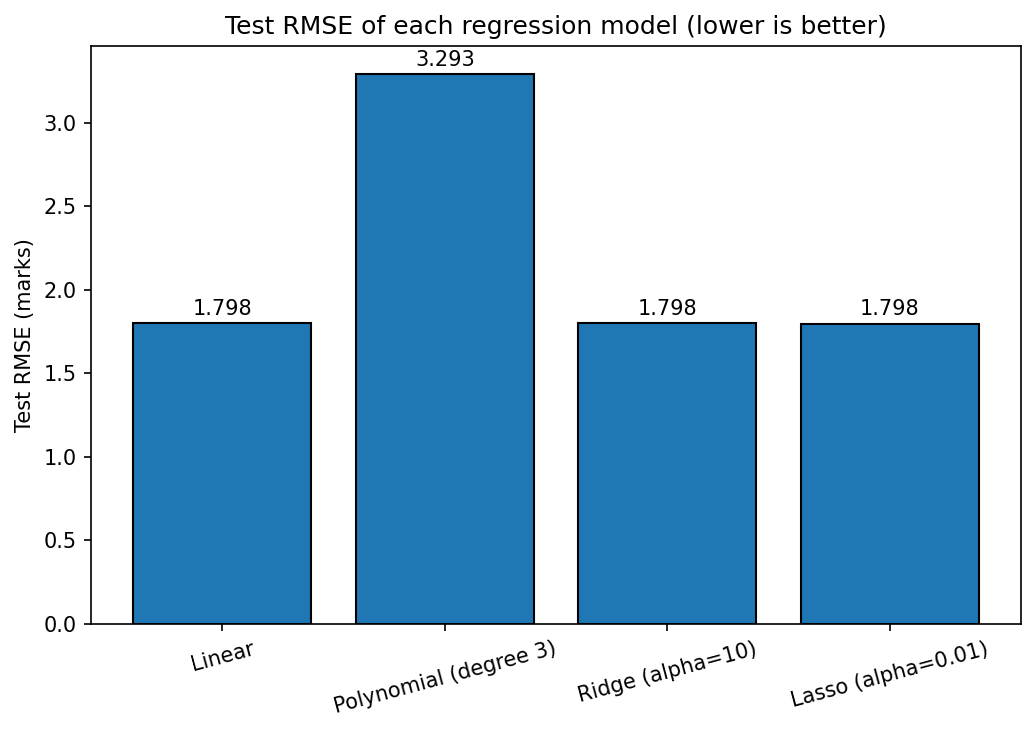 Test RMSE of each regression model (lower is better)
3.293
1.798
1.798
1.798
3.0
2.5
2.0
1.5
1.0
0.5
0.0
Test RMSE (marks)
Linear
Polynomial (degree 3)
Ridge (alpha=10)
Lasso (alpha=0.01)